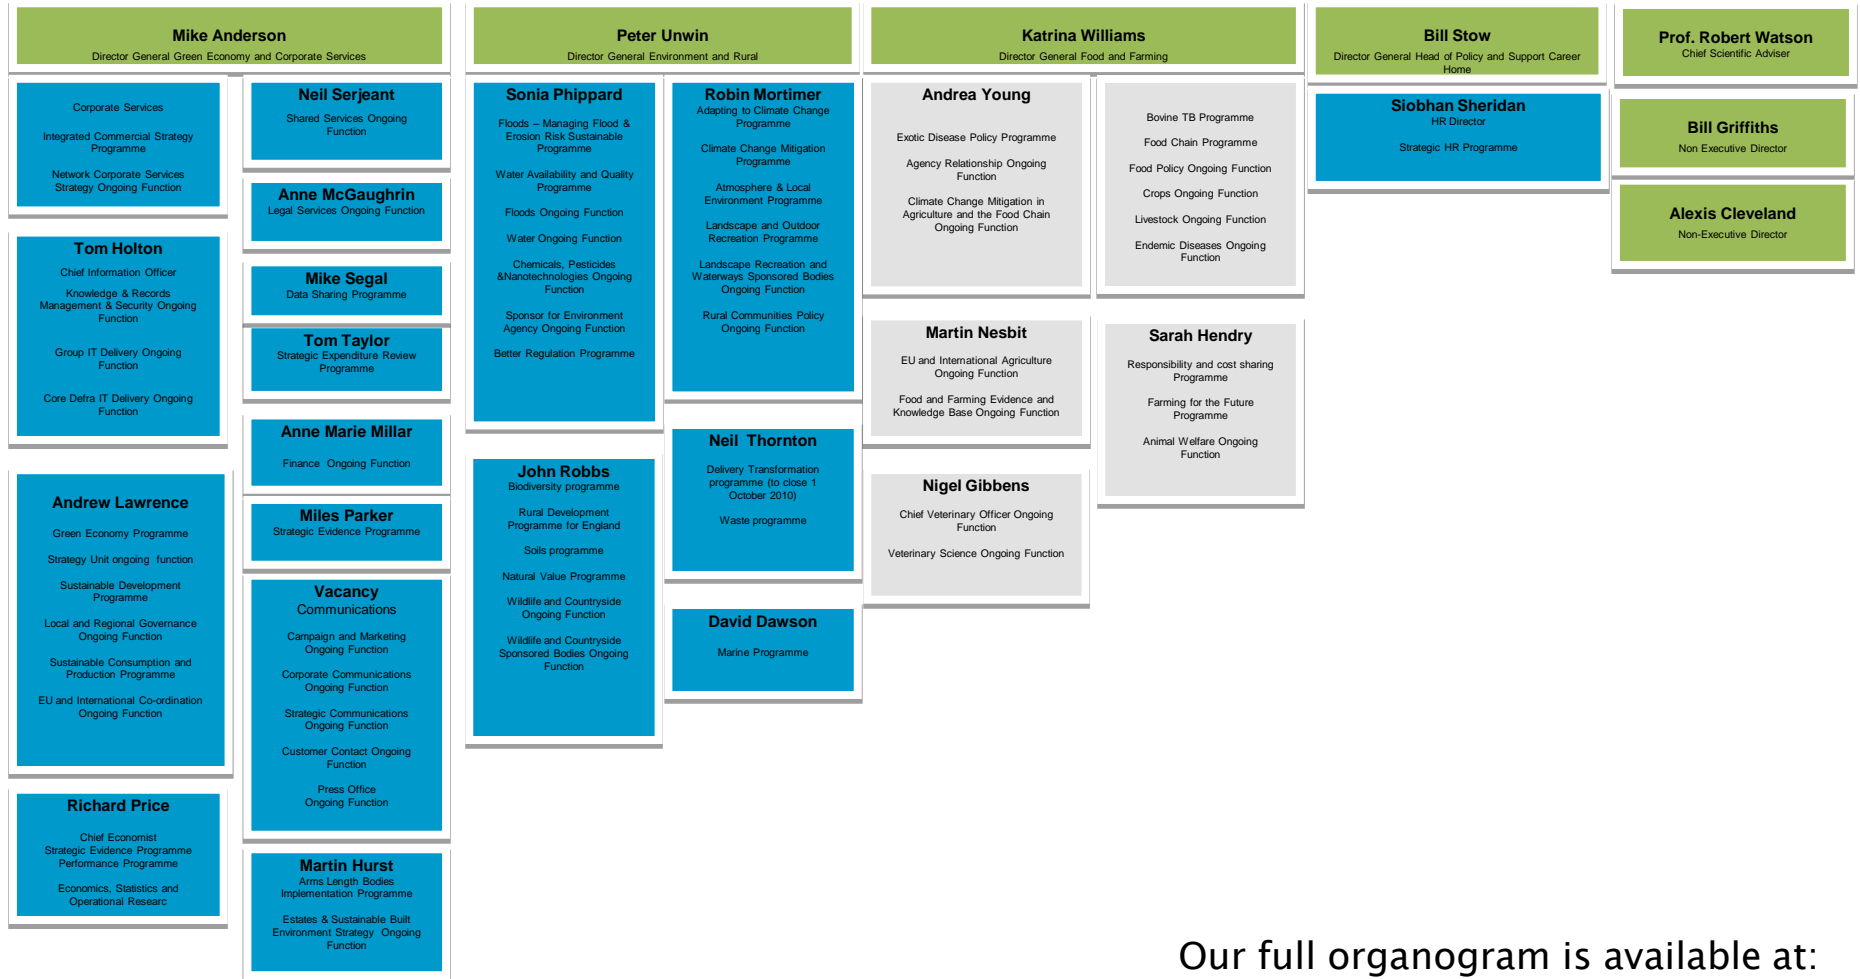 Mike Anderson
Director General Green Economy and Corporate Services
Corporate Services
Integrated Commercial Strategy
Programme
Network Corporate Services
Strategy Ongoing Function
Tom Holton
Chief Information Officer
Knowledge & Records
Management & Security Ongoing
Function
Group IT Delivery Ongoing
Function
Core Defra IT Delivery Ongoing
Function
Andrew Lawrence
Green Economy Programme
Strategy Unit ongoing function
Sustainable Development
Programme
Local and Regional Governance
Ongoing Function
Sustainable Consumption and
Production Programme
EU and International Co-ordination
Ongoing Function
Richard Price
Chief Economist
Strategic Evidence Programme
Performance Programme
Economics, Statistics and
Operational Researc
Neil Serjeant
Shared Services Ongoing
Function
Anne McGaughrin
Legal Services Ongoing Function
Mike Segal
Data Sharing Programme
Tom Taylor
Strategic Expenditure Review
Programme
Anne Marie Millar
Finance Ongoing Function
Miles Parker
Strategic Evidence Programme
Vacancy
Communications
Campaign and Marketing
Ongoing Function
Corporate Communications
Ongoing Function
Strategic Communications
Ongoing Function
Customer Contact Ongoing
Function
Press Office
Ongoing Function
Martin Hurst
Arms Length Bodies
Implementation Programme
Estates & Sustainable Built
Environment Strategy Ongoing
Function
Peter Unwin
Director General Environment and Rural
Sonia Phippard
Floods – Managing Flood &
Erosion Risk Sustainable
Programme
Water Availability and Quality
Programme
Floods Ongoing Function
Water Ongoing Function
Chemicals, Pesticides
&Nanotechnologies Ongoing
Function
Sponsor for Environment
Agency Ongoing Function
Better Regulation Programme
John Robbs
Biodiversity programme
Rural Development
Programme for England
Soils programme
Natural Value Programme
Wildlife and Countryside
Ongoing Function
Wildlife and Countryside
Sponsored Bodies Ongoing
Function
Robin Mortimer
Adapting to Climate Change
Programme
Climate Change Mitigation
Programme
Atmosphere & Local
Environment Programme
Landscape and Outdoor
Recreation Programme
Landscape Recreation and
Waterways Sponsored Bodies
Ongoing Function
Rural Communities Policy
Ongoing Function
Neil Thornton
Delivery Transformation
programme (to close 1
October 2010)
Waste programme
David Dawson
Marine Programme
Katrina Williams
Director General Food and Farming
Andrea Young
Exotic Disease Policy Programme
Agency Relationship Ongoing
Function
Climate Change Mitigation in
Agriculture and the Food Chain
Ongoing Function
Martin Nesbit
EU and International Agriculture
Ongoing Function
Food and Farming Evidence and
Knowledge Base Ongoing Function
Nigel Gibbens
Chief Veterinary Officer Ongoing
Function
Veterinary Science Ongoing Function
Bovine TB Programme
Food Chain Programme
Food Policy Ongoing Function
Crops Ongoing Function
Livestock Ongoing Function
Endemic Diseases Ongoing
Function
Sarah Hendry
Responsibility and cost sharing
Programme
Farming for the Future
Programme
Animal Welfare Ongoing
Function
Bill Stow
Director General Head of Policy and Support Career
Home
Siobhan Sheridan
HR Director
Strategic HR Programme
Prof. Robert Watson
Chief Scientific Adviser
Bill Griffiths
Non Executive Director
Alexis Cleveland
Non-Executive Director
Our full organogram is available at: